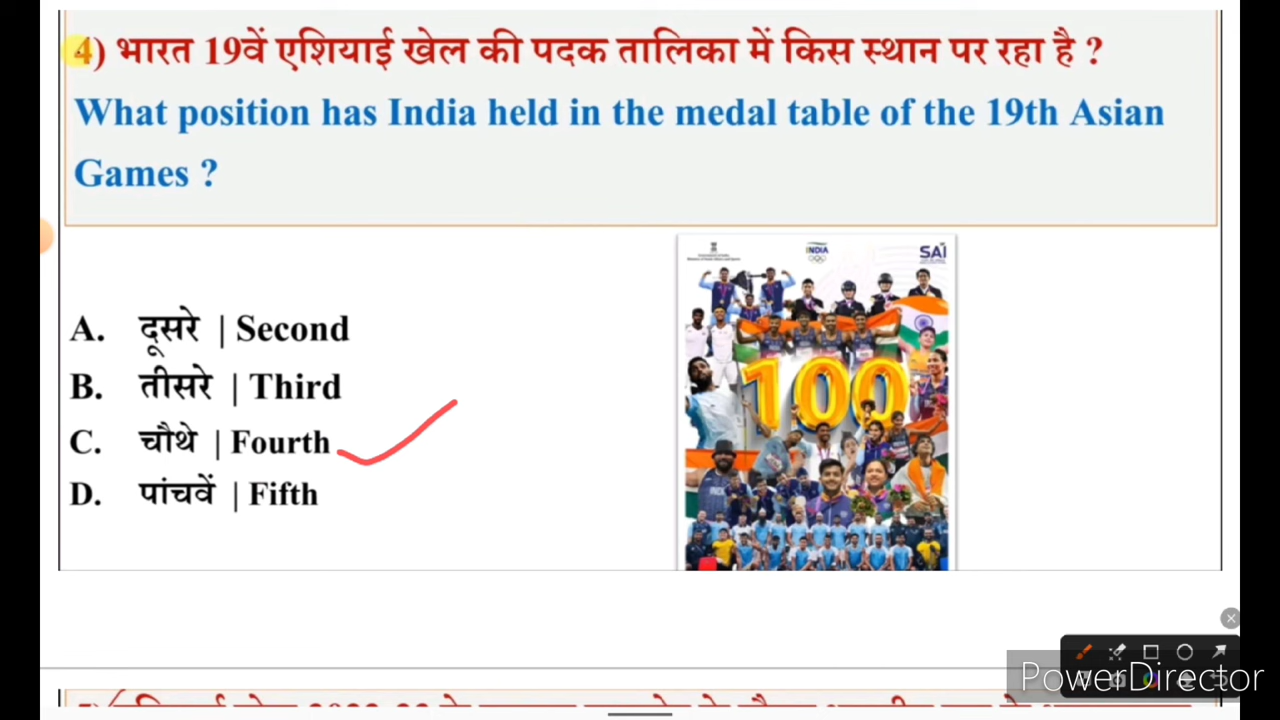 4) भारत 19वें एशियाई खेल की पदक तालिका में किस स्थान पर रहा है ?
What position has India held in the medal table of the 19th Asian
Games ?
A. दूसरे | Second
B. तीसरे | Third
C. चौथे | Fourth
D. पांचवें | Fifth
INDIA
SAI
100
PowerDirector